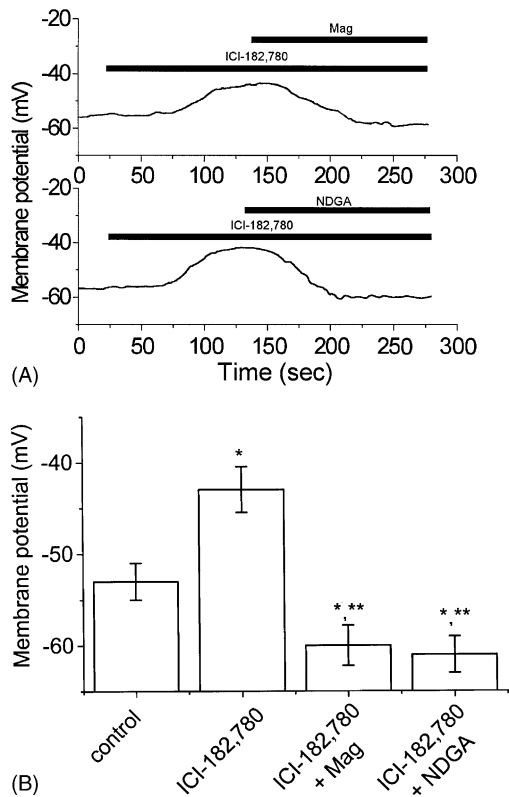 -20
Mag
ICI-182,780
-40
-60
0 50 100 150 200 250 300
-20
NDGA
ICI-182,780
-40
-60
0 50 100 150 200 250 300
Membrane potential (mV)
Time (sec)
(A)
-40
-50
-60
Membrane potential (mV)
*
*,**
*,**
control
ICI-182,780
ICI-182,780
+ Mag
ICI-182,780
+ NDGA
(B)